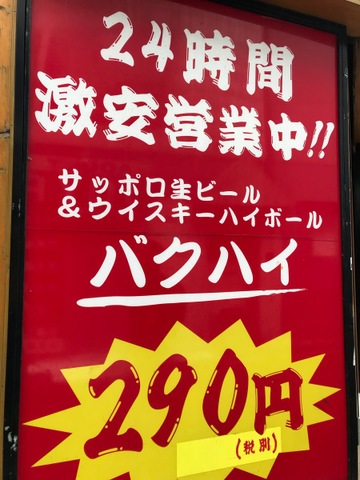 24時間
激安営業中!!
サッポロ生ビール
&ウイスキーハイボール
バクハイ
290円
(税別)